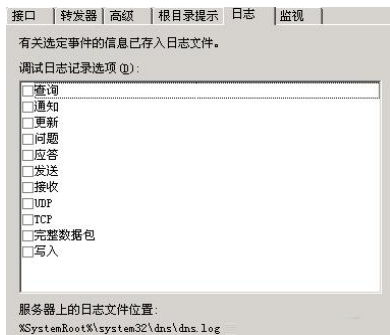 接口 转发器 高级 根目录提示 日志 监视
有关选定事件的信息已存入日志文件。
调试日志记录选项(D):
查询
通知
更新
问题
应答
发送
接收
UDP
TCP
完整数据包
写入
服务器上的日志文件位置:
%SystemRoot%\system32\dns\dns.log